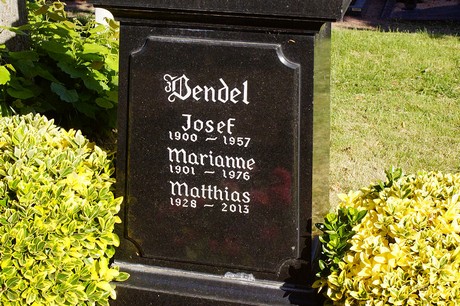 Bendel
Josef
1900 ~ 1957
Marianne
1901 ~ 1976
Matthias
1928 ~ 2013